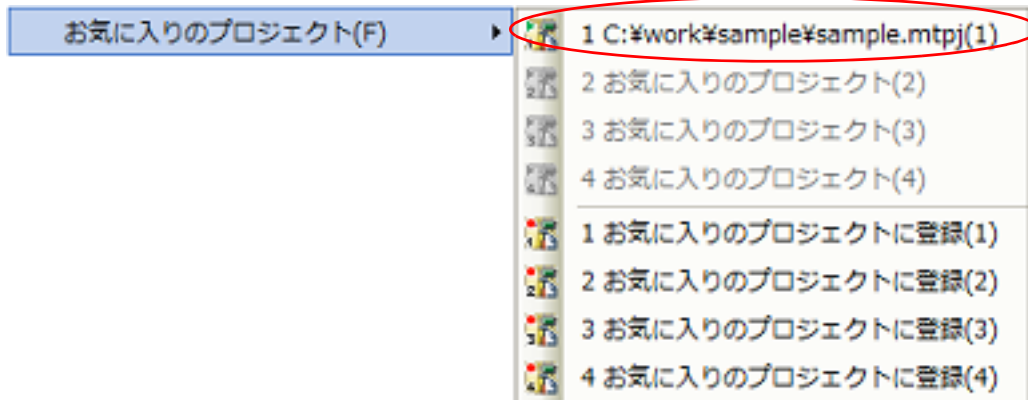 お気に入りのプロジェクト(F)
1 C:¥work¥sample¥sample.mtpj(1)
2 お気に入りのプロジェクト(2)
3 お気に入りのプロジェクト(3)
4 お気に入りのプロジェクト(4)
1 お気に入りのプロジェクトに登録(1)
2 お気に入りのプロジェクトに登録(2)
3 お気に入りのプロジェクトに登録(3)
4 お気に入りのプロジェクトに登録(4)